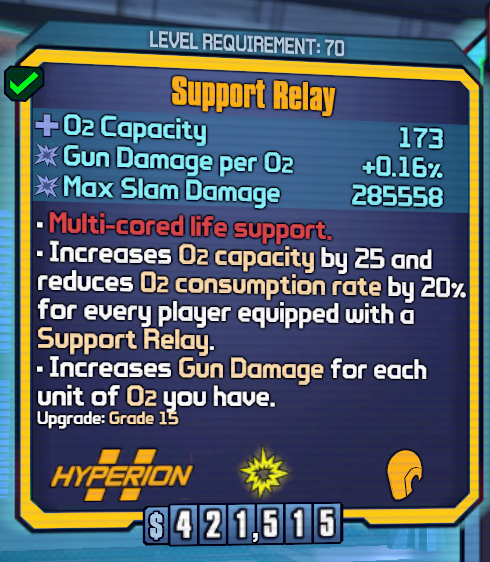 LEVEL REQUIREMENT: 70
Support Relay
O2 Capacity 173
Gun Damage per O2 +0.16%
Max Slam Damage 285558
• Multi-cored life support.
• Increases O2 capacity by 25 and
reduces O2 consumption rate by 20%
for every player equipped with a
Support Relay.
• Increases Gun Damage for each
unit of O2 you have.
Upgrade: Grade 15
HYPERION
$421,515